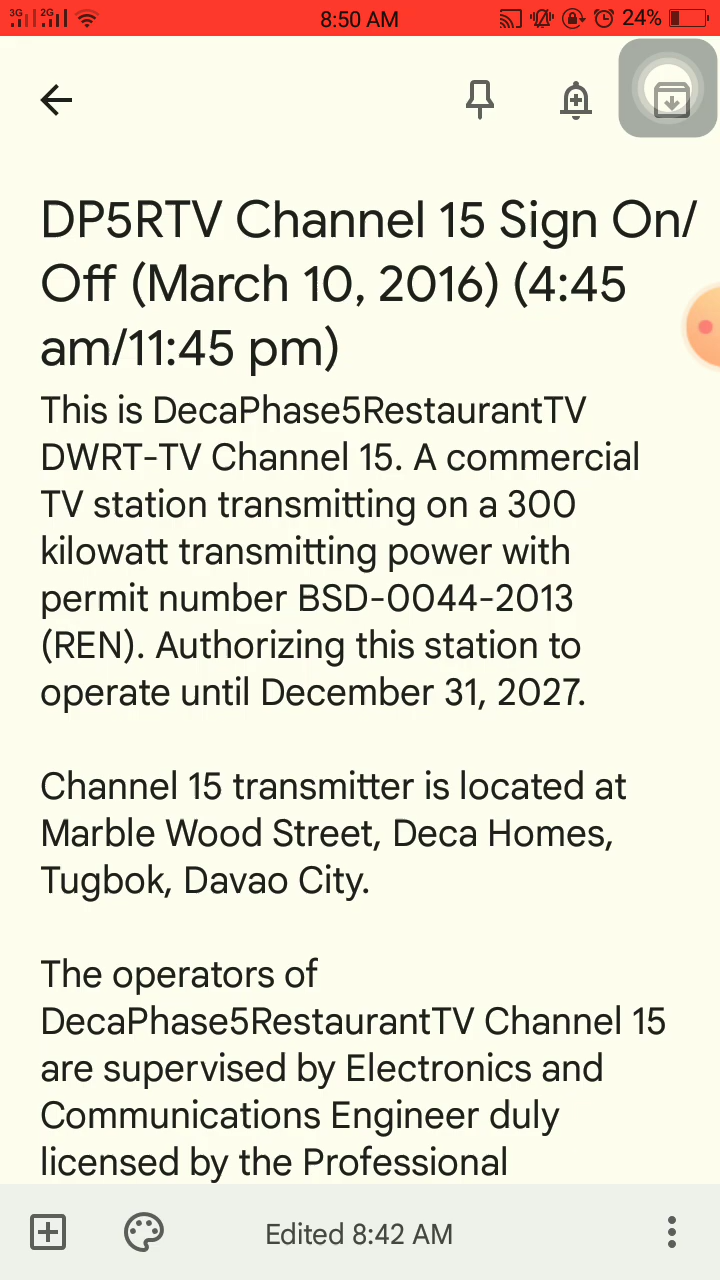 3G 2G 8:50 AM 24%
DP5RTV Channel 15 Sign On/
Off (March 10, 2016) (4:45
am/11:45 pm)
This is DecaPhase5RestaurantTV
DWRT-TV Channel 15. A commercial
TV station transmitting on a 300
kilowatt transmitting power with
permit number BSD-0044-2013
(REN). Authorizing this station to
operate until December 31, 2027.
Channel 15 transmitter is located at
Marble Wood Street, Deca Homes,
Tugbok, Davao City.
The operators of
DecaPhase5RestaurantTV Channel 15
are supervised by Electronics and
Communications Engineer duly
licensed by the Professional
Edited 8:42 AM